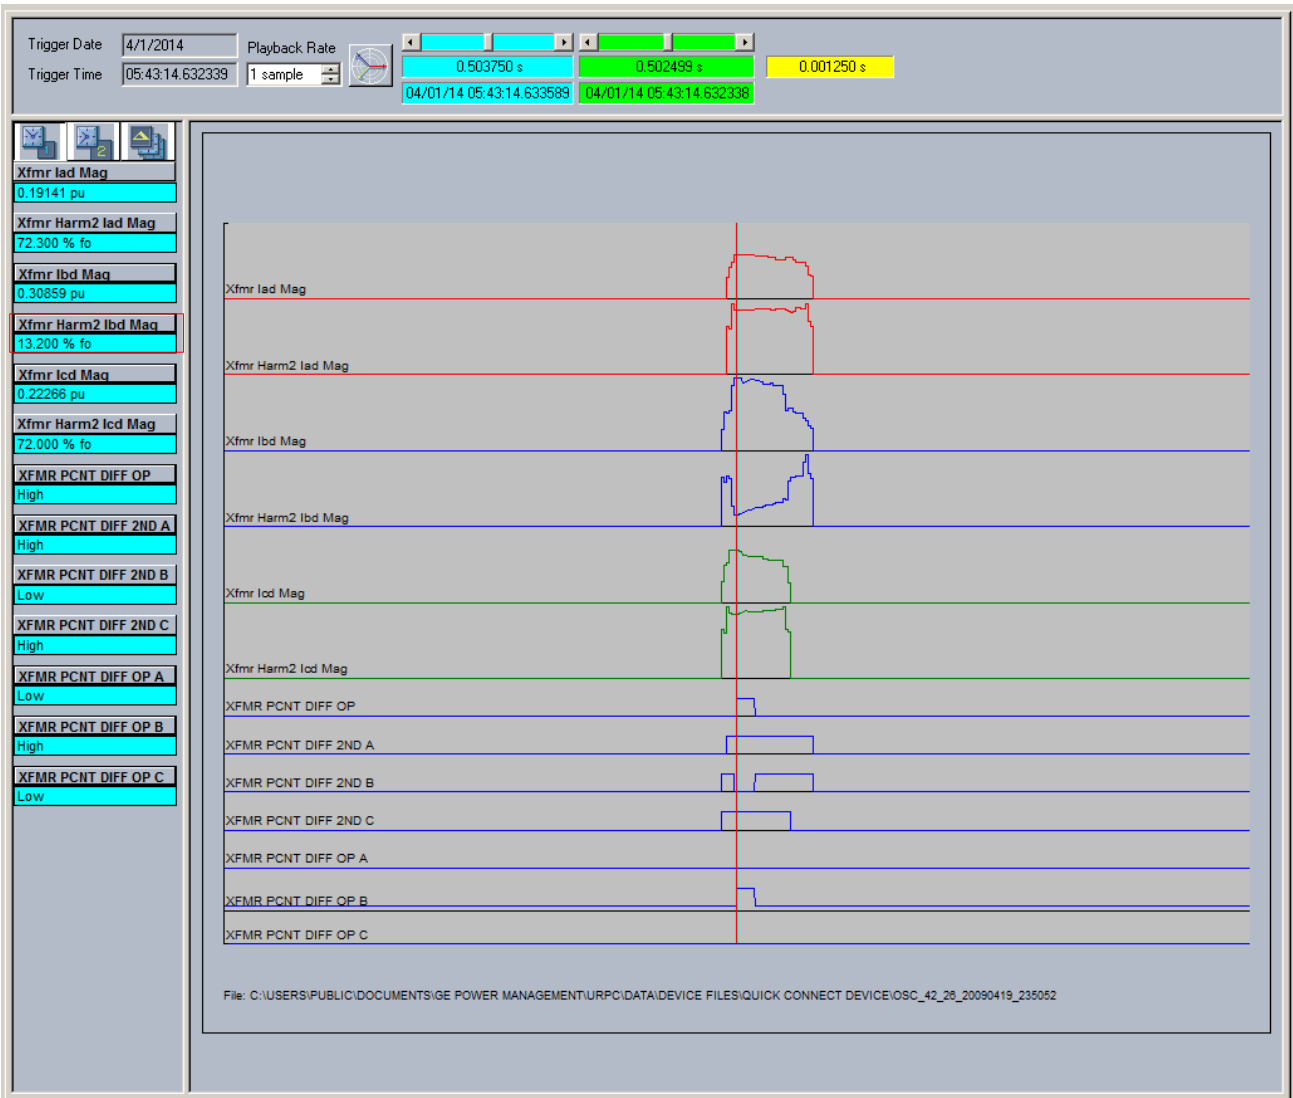 Trigger Date 4/1/2014 Playback Rate
Trigger Time 05:43:14.632339 1 sample
0.503750 s 0.502499 s 0.001250 s
04/01/14 05:43:14.633589 04/01/14 05:43:14.632338
1 2
Xfmr Iad Mag
0.19141 pu
Xfmr Harm2 Iad Mag
72.300 % fo
Xfmr Ibd Mag
0.30859 pu
Xfmr Harm2 Ibd Mag
13.200 % fo
Xfmr Icd Mag
0.22266 pu
Xfmr Harm2 Icd Mag
72.000 % fo
XFMR PCNT DIFF OP
High
XFMR PCNT DIFF 2ND A
High
XFMR PCNT DIFF 2ND B
Low
XFMR PCNT DIFF 2ND C
High
XFMR PCNT DIFF OP A
Low
XFMR PCNT DIFF OP B
High
XFMR PCNT DIFF OP C
Low
Xfmr Iad Mag
Xfmr Harm2 Iad Mag
Xfmr Ibd Mag
Xfmr Harm2 Ibd Mag
Xfmr Icd Mag
Xfmr Harm2 Icd Mag
XFMR PCNT DIFF OP
XFMR PCNT DIFF 2ND A
XFMR PCNT DIFF 2ND B
XFMR PCNT DIFF 2ND C
XFMR PCNT DIFF OP A
XFMR PCNT DIFF OP B
XFMR PCNT DIFF OP C
File: C:\USERS\PUBLIC\DOCUMENTS\GE POWER MANAGEMENT\URPC\DATA\DEVICE FILES\QUICK CONNECT DEVICE\OSC_42_26_20090419_235052